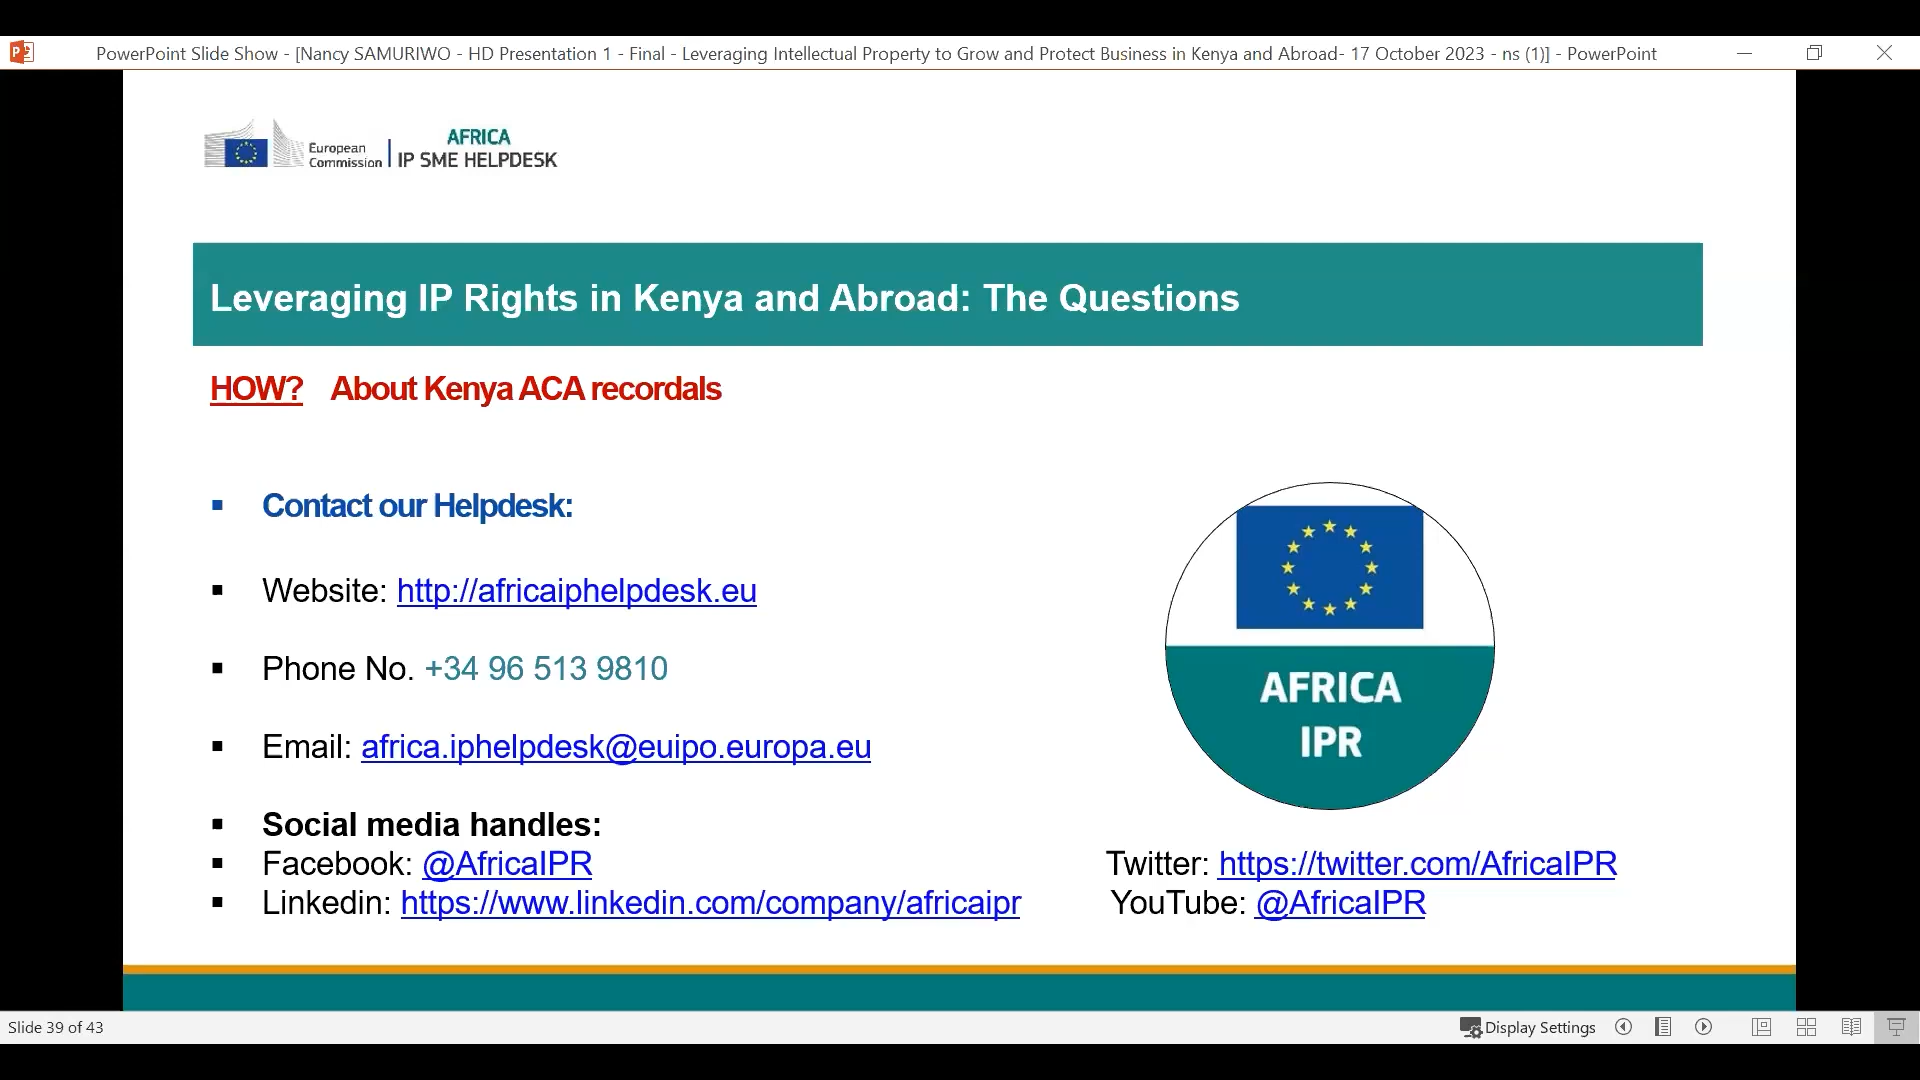 PowerPoint Slide Show - [Nancy SAMURIWO - HD Presentation 1 - Final - Leveraging Intellectual Property to Grow and Protect Business in Kenya and Abroad- 17 October 2023 - ns (1)] - PowerPoint
European
Commission
AFRICA
IP SME HELPDESK
Leveraging IP Rights in Kenya and Abroad: The Questions
HOW? About Kenya ACA recordals
▪ Contact our Helpdesk:
▪ Website: http://africaiphelpdesk.eu
▪ Phone No. +34 96 513 9810
▪ Email: africa.iphelpdesk@euipo.europa.eu
AFRICA
IPR
▪ Social media handles:
▪ Facebook: @AfricaIPR Twitter: https://twitter.com/AfricaIPR
▪ Linkedin: https://www.linkedin.com/company/africaipr YouTube: @AfricaIPR
Slide 39 of 43 Display Settings